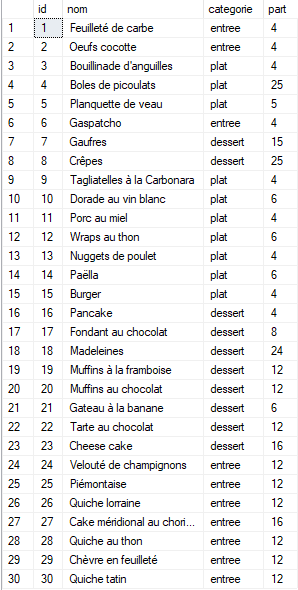 id nom categorie part
1 1 Feuilleté de carbe entree 4
2 2 Oeufs cocotte entree 4
3 3 Bouillinade d'anguilles plat 4
4 4 Boles de picoulats plat 25
5 5 Planquette de veau plat 5
6 6 Gaspatcho entree 4
7 7 Gaufres dessert 15
8 8 Crêpes dessert 25
9 9 Tagliatelles à la Carbonara plat 4
10 10 Dorade au vin blanc plat 6
11 11 Porc au miel plat 4
12 12 Wraps au thon plat 6
13 13 Nuggets de poulet plat 4
14 14 Paëlla plat 6
15 15 Burger plat 4
16 16 Pancake dessert 4
17 17 Fondant au chocolat dessert 8
18 18 Madeleines dessert 24
19 19 Muffins à la framboise dessert 12
20 20 Muffins au chocolat dessert 12
21 21 Gateau à la banane dessert 6
22 22 Tarte au chocolat dessert 12
23 23 Cheese cake dessert 16
24 24 Velouté de champignons entree 12
25 25 Piémontaise entree 12
26 26 Quiche lorraine entree 12
27 27 Cake méridional au chori... entree 16
28 28 Quiche au thon entree 12
29 29 Chèvre en feuilleté entree 12
30 30 Quiche tatin entree 12